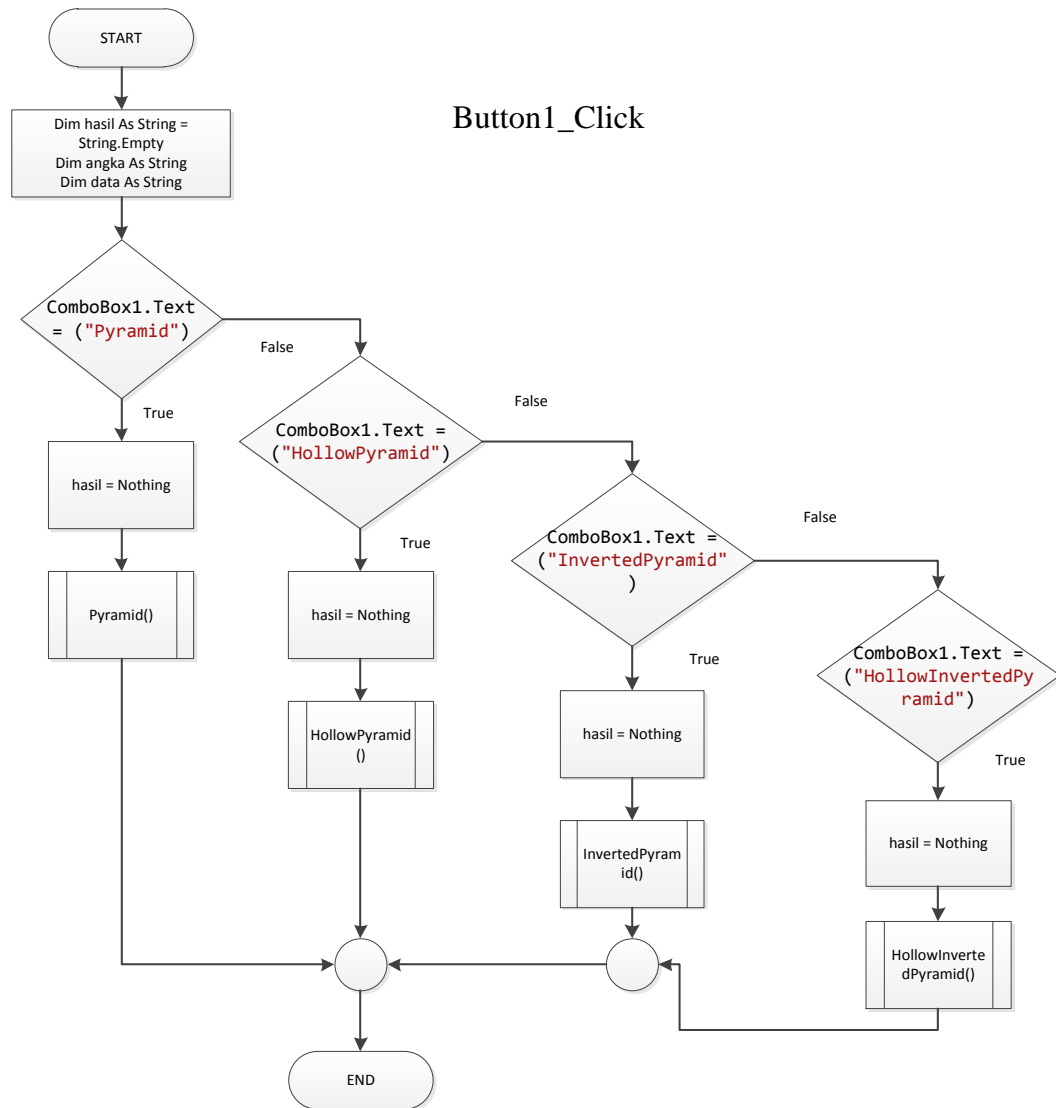 START
Button1_Click
Dim hasil As String =
String.Empty
Dim angka As String
Dim data As String
ComboBox1.Text
= ("Pyramid")
False
True
ComboBox1.Text =
("HollowPyramid")
False
True
ComboBox1.Text =
("InvertedPyramid"
)
False
True
ComboBox1.Text =
("HollowInvertedPy
ramid")
True
hasil = Nothing
Pyramid()
hasil = Nothing
HollowPyramid
()
hasil = Nothing
InvertedPyram
id()
hasil = Nothing
HollowInverte
dPyramid()
END